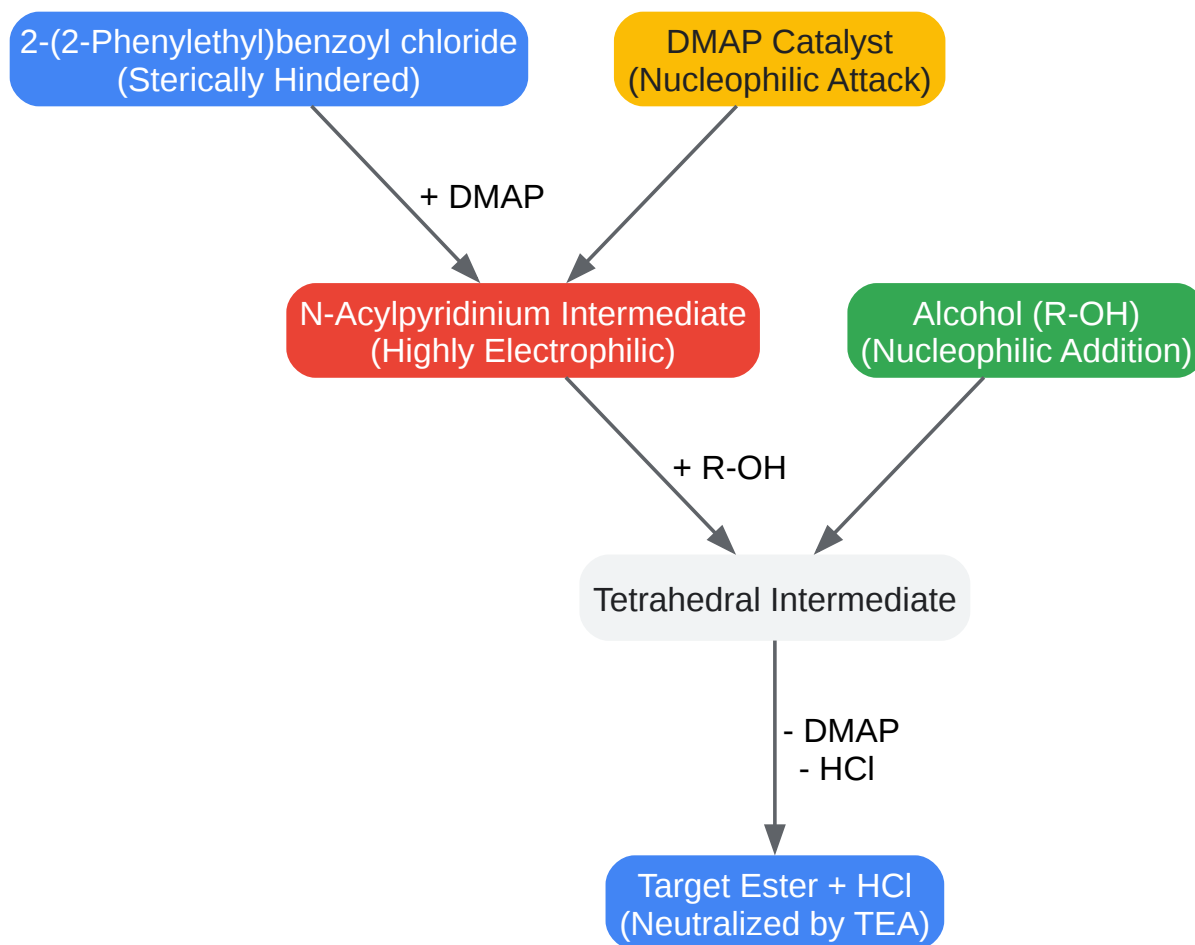 2-(2-Phenylethyl)benzoyl chloride
(Sterically Hindered)
DMAP Catalyst
(Nucleophilic Attack)
+ DMAP
N-Acylpyridinium Intermediate
(Highly Electrophilic)
Alcohol (R-OH)
(Nucleophilic Addition)
+ R-OH
Tetrahedral Intermediate
- DMAP
- HCl
Target Ester + HCl
(Neutralized by TEA)